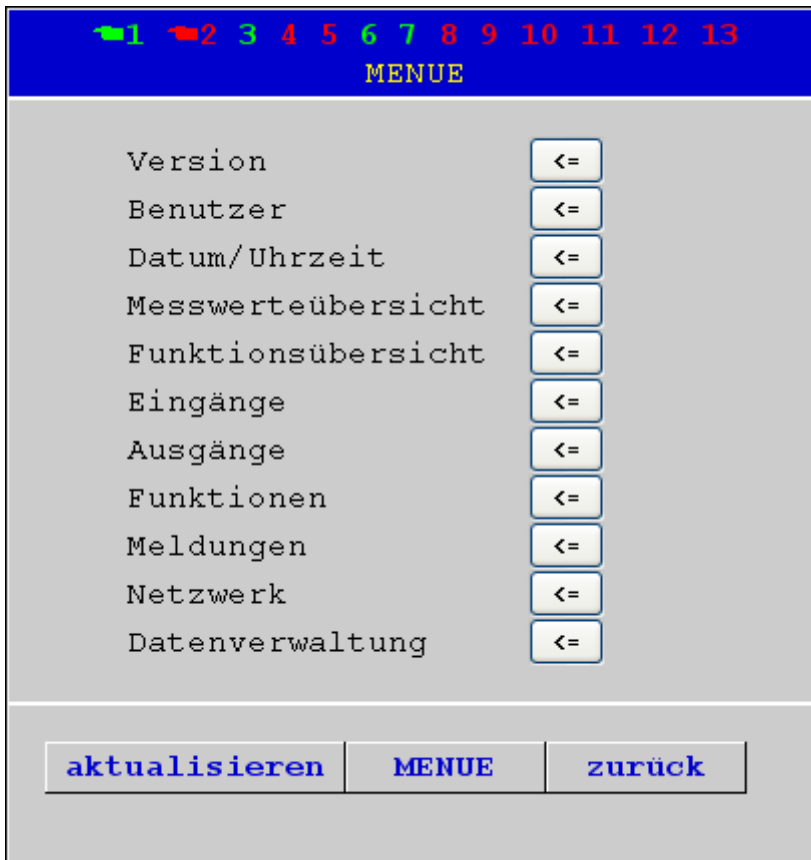 1 2 3 4 5 6 7 8 9 10 11 12 13
MENUE
Version <=
Benutzer <=
Datum/Uhrzeit <=
Messwerteübersicht <=
Funktionsübersicht <=
Eingänge <=
Ausgänge <=
Funktionen <=
Meldungen <=
Netzwerk <=
Datenverwaltung <=
aktualisieren MENUE zurück